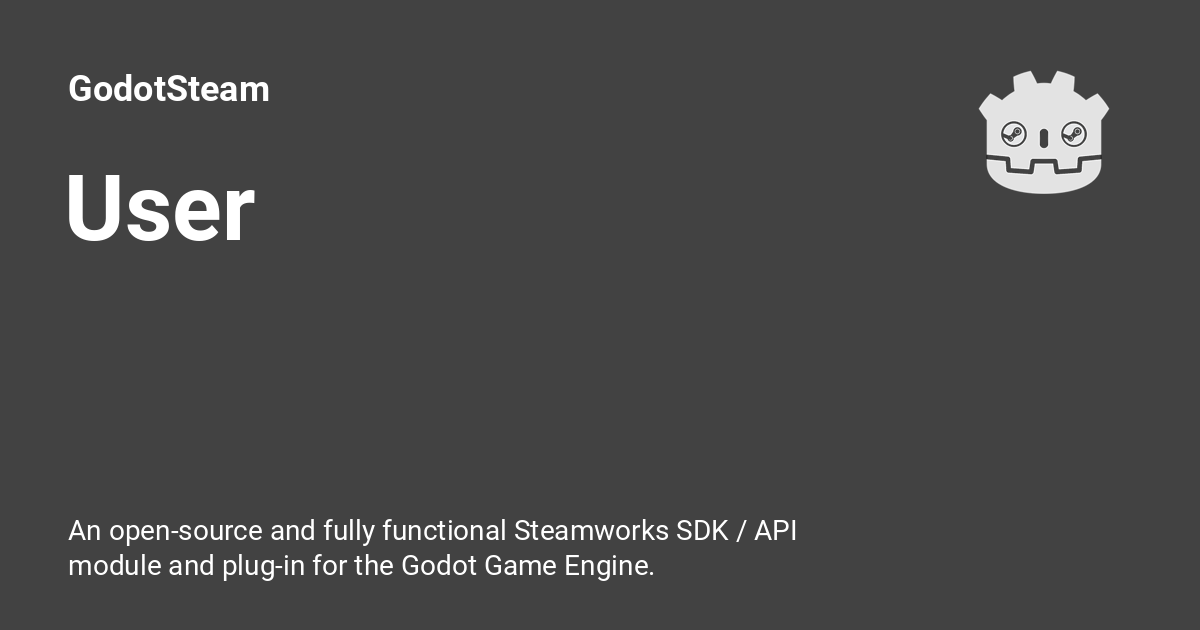 GodotSteam
User
An open-source and fully functional Steamworks SDK / API
module and plug-in for the Godot Game Engine.